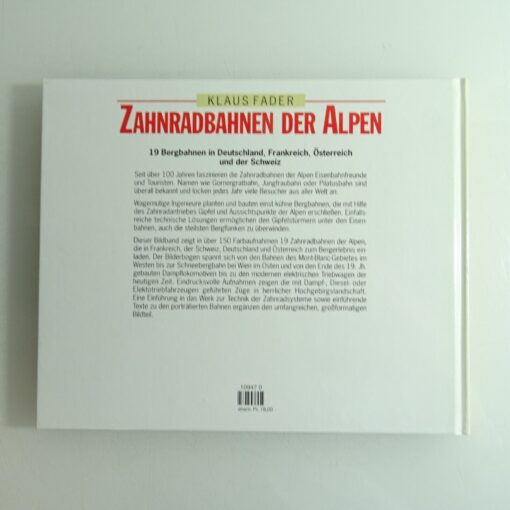 KLAUS FADER
ZAHNRADBAHNEN DER ALPEN
19 Bergbahnen in Deutschland, Frankreich, Österreich
und der Schweiz
Seit über 100 Jahren faszinieren die Zahnradbahnen der Alpen Eisenbahnfreunde
und Touristen. Namen wie Gornergratbahn, Jungfraubahn oder Pilatusbahn sind
überall bekannt und locken jedes Jahr viele Besucher aus aller Welt an.
Wagemutige Ingenieure planten und bauten einst kühne Bergbahnen, die mit Hilfe
des Zahnradantriebes Gipfel und Aussichtspunkte der Alpen erschließen. Einfalls-
reiche technische Lösungen ermöglichen den Gipfelstürmern unter den Eisen-
bahnen, auch die steilsten Bergflanken zu überwinden.
Dieser Bildband zeigt in über 150 Farbaufnahmen 19 Zahnradbahnen der Alpen,
die in Frankreich, der Schweiz, Deutschland und Österreich zum Bergerlebnis ein-
laden. Der Bilderbogen spannt sich von den Bahnen des Mont-Blanc-Gebietes im
Westen bis zur Schneebergbahn bei Wien im Osten und von den Ende des 19. Jh.
gebauten Dampflokomotiven bis zu den modernen elektrischen Triebwagen der
heutigen Zeit. Eindrucksvolle Aufnahmen zeigen die mit Dampf-, Diesel- oder
Elektrotriebfahrzeugen geführten Züge in herrlicher Hochgebirgslandschaft.
Eine Einführung in das Werk zur Technik der Zahnradsysteme sowie einführende
Texte zu den porträtierten Bahnen ergänzen den umfangreichen, großformatigen
Bildteil.
10947 0